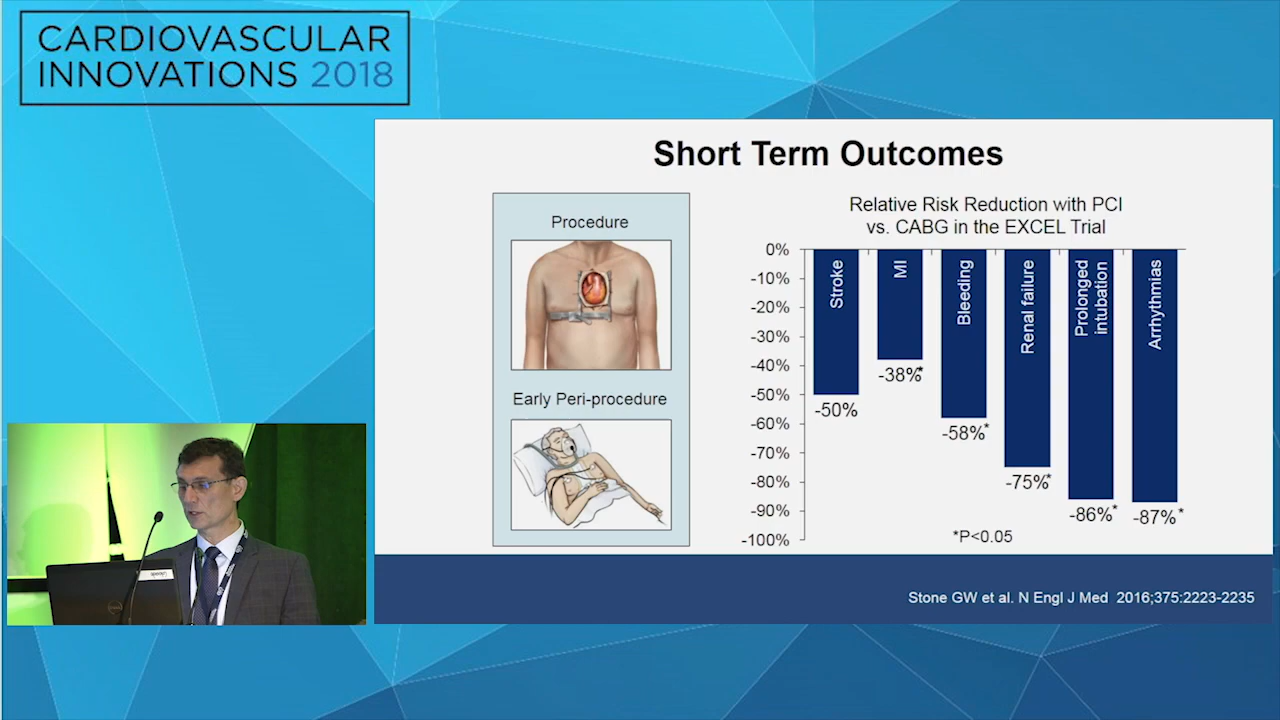 CARDIOVASCULAR
INNOVATIONS 2018
Short Term Outcomes
Procedure
Early Peri-procedure
Relative Risk Reduction with PCI
vs. CABG in the EXCEL Trial
0%
-10%
-20%
-30%
-40%
-50%
-60%
-70%
-80%
-90%
-100%
Stroke
MI
Bleeding
Renal failure
Prolonged
intubation
Arrhythmias
-50%
-38%*
-58%*
-75%*
-86%*
-87%*
*P<0.05
Stone GW et al. N Engl J Med 2016;375:2223-2235